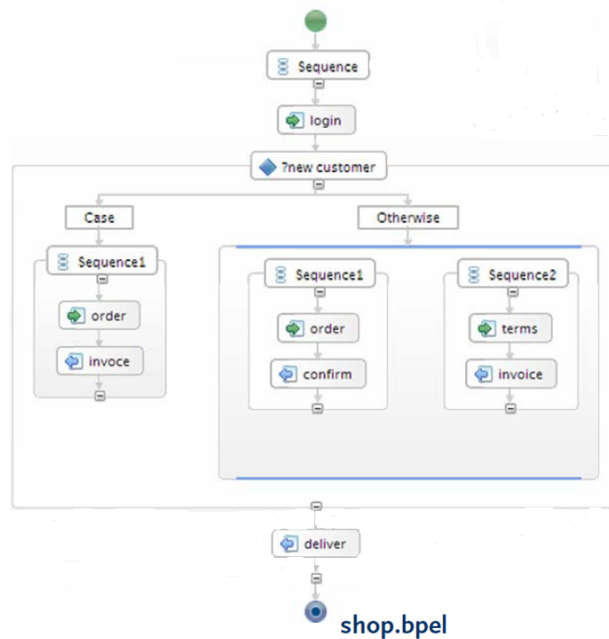 Sequence
login
?new customer
Case
Otherwise
Sequence1
order
invoce
Sequence1
order
confirm
Sequence2
terms
invoice
deliver
shop.bpel